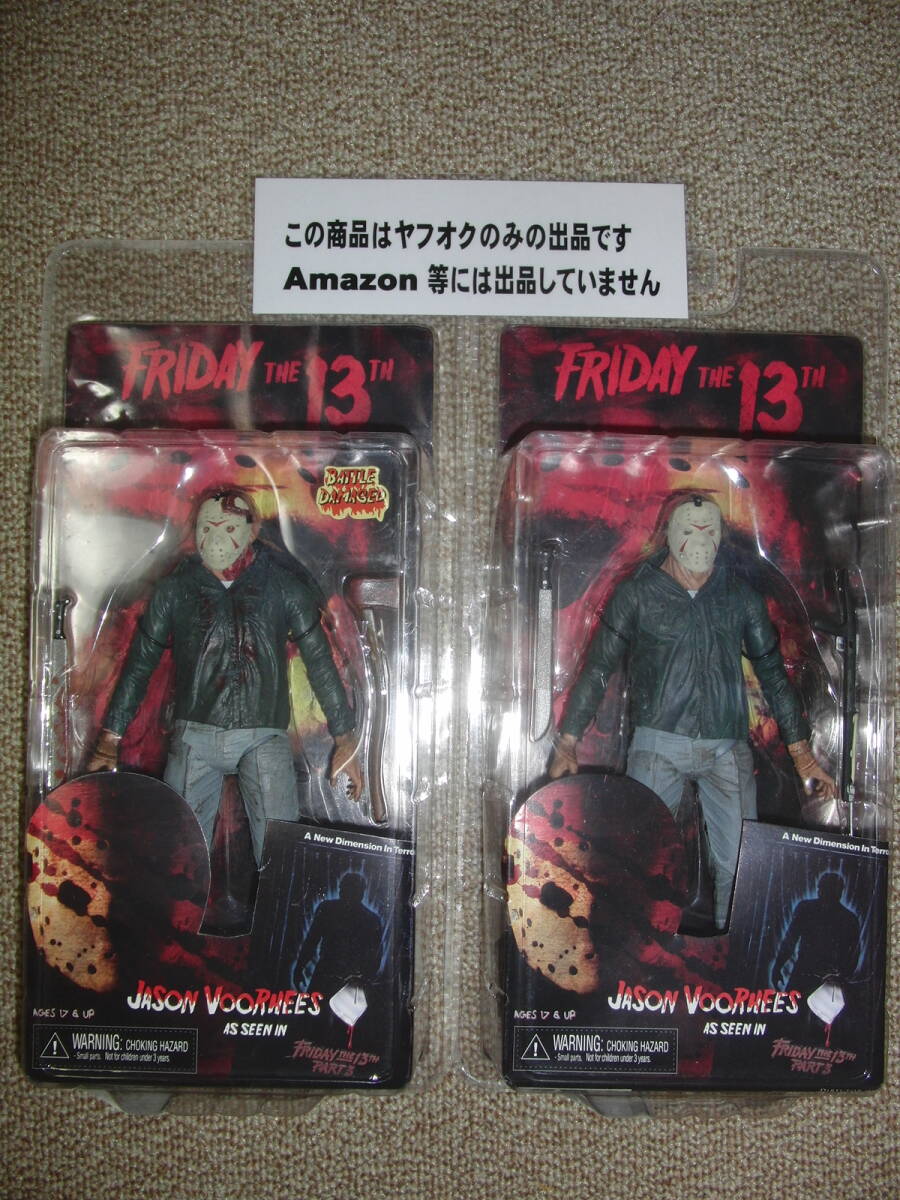 この商品はヤフオクのみの出品です
Amazon 等には出品していません
FRIDAY THE 13TH
BATTLE DAMAGED
A New Dimension In Terro
JASON VOORHEES
AS SEEN IN
AGES 17 & UP
WARNING: CHOKING HAZARD
- Small parts. Not for children under 3 years.
FRIDAY THE 13TH
PART 3
FRIDAY THE 13TH
A New Dimension In Terro
JASON VOORHEES
AS SEEN IN
AGES 17 & UP
WARNING: CHOKING HAZARD
- Small parts. Not for children under 3 years.
FRIDAY THE 13TH
PART 3